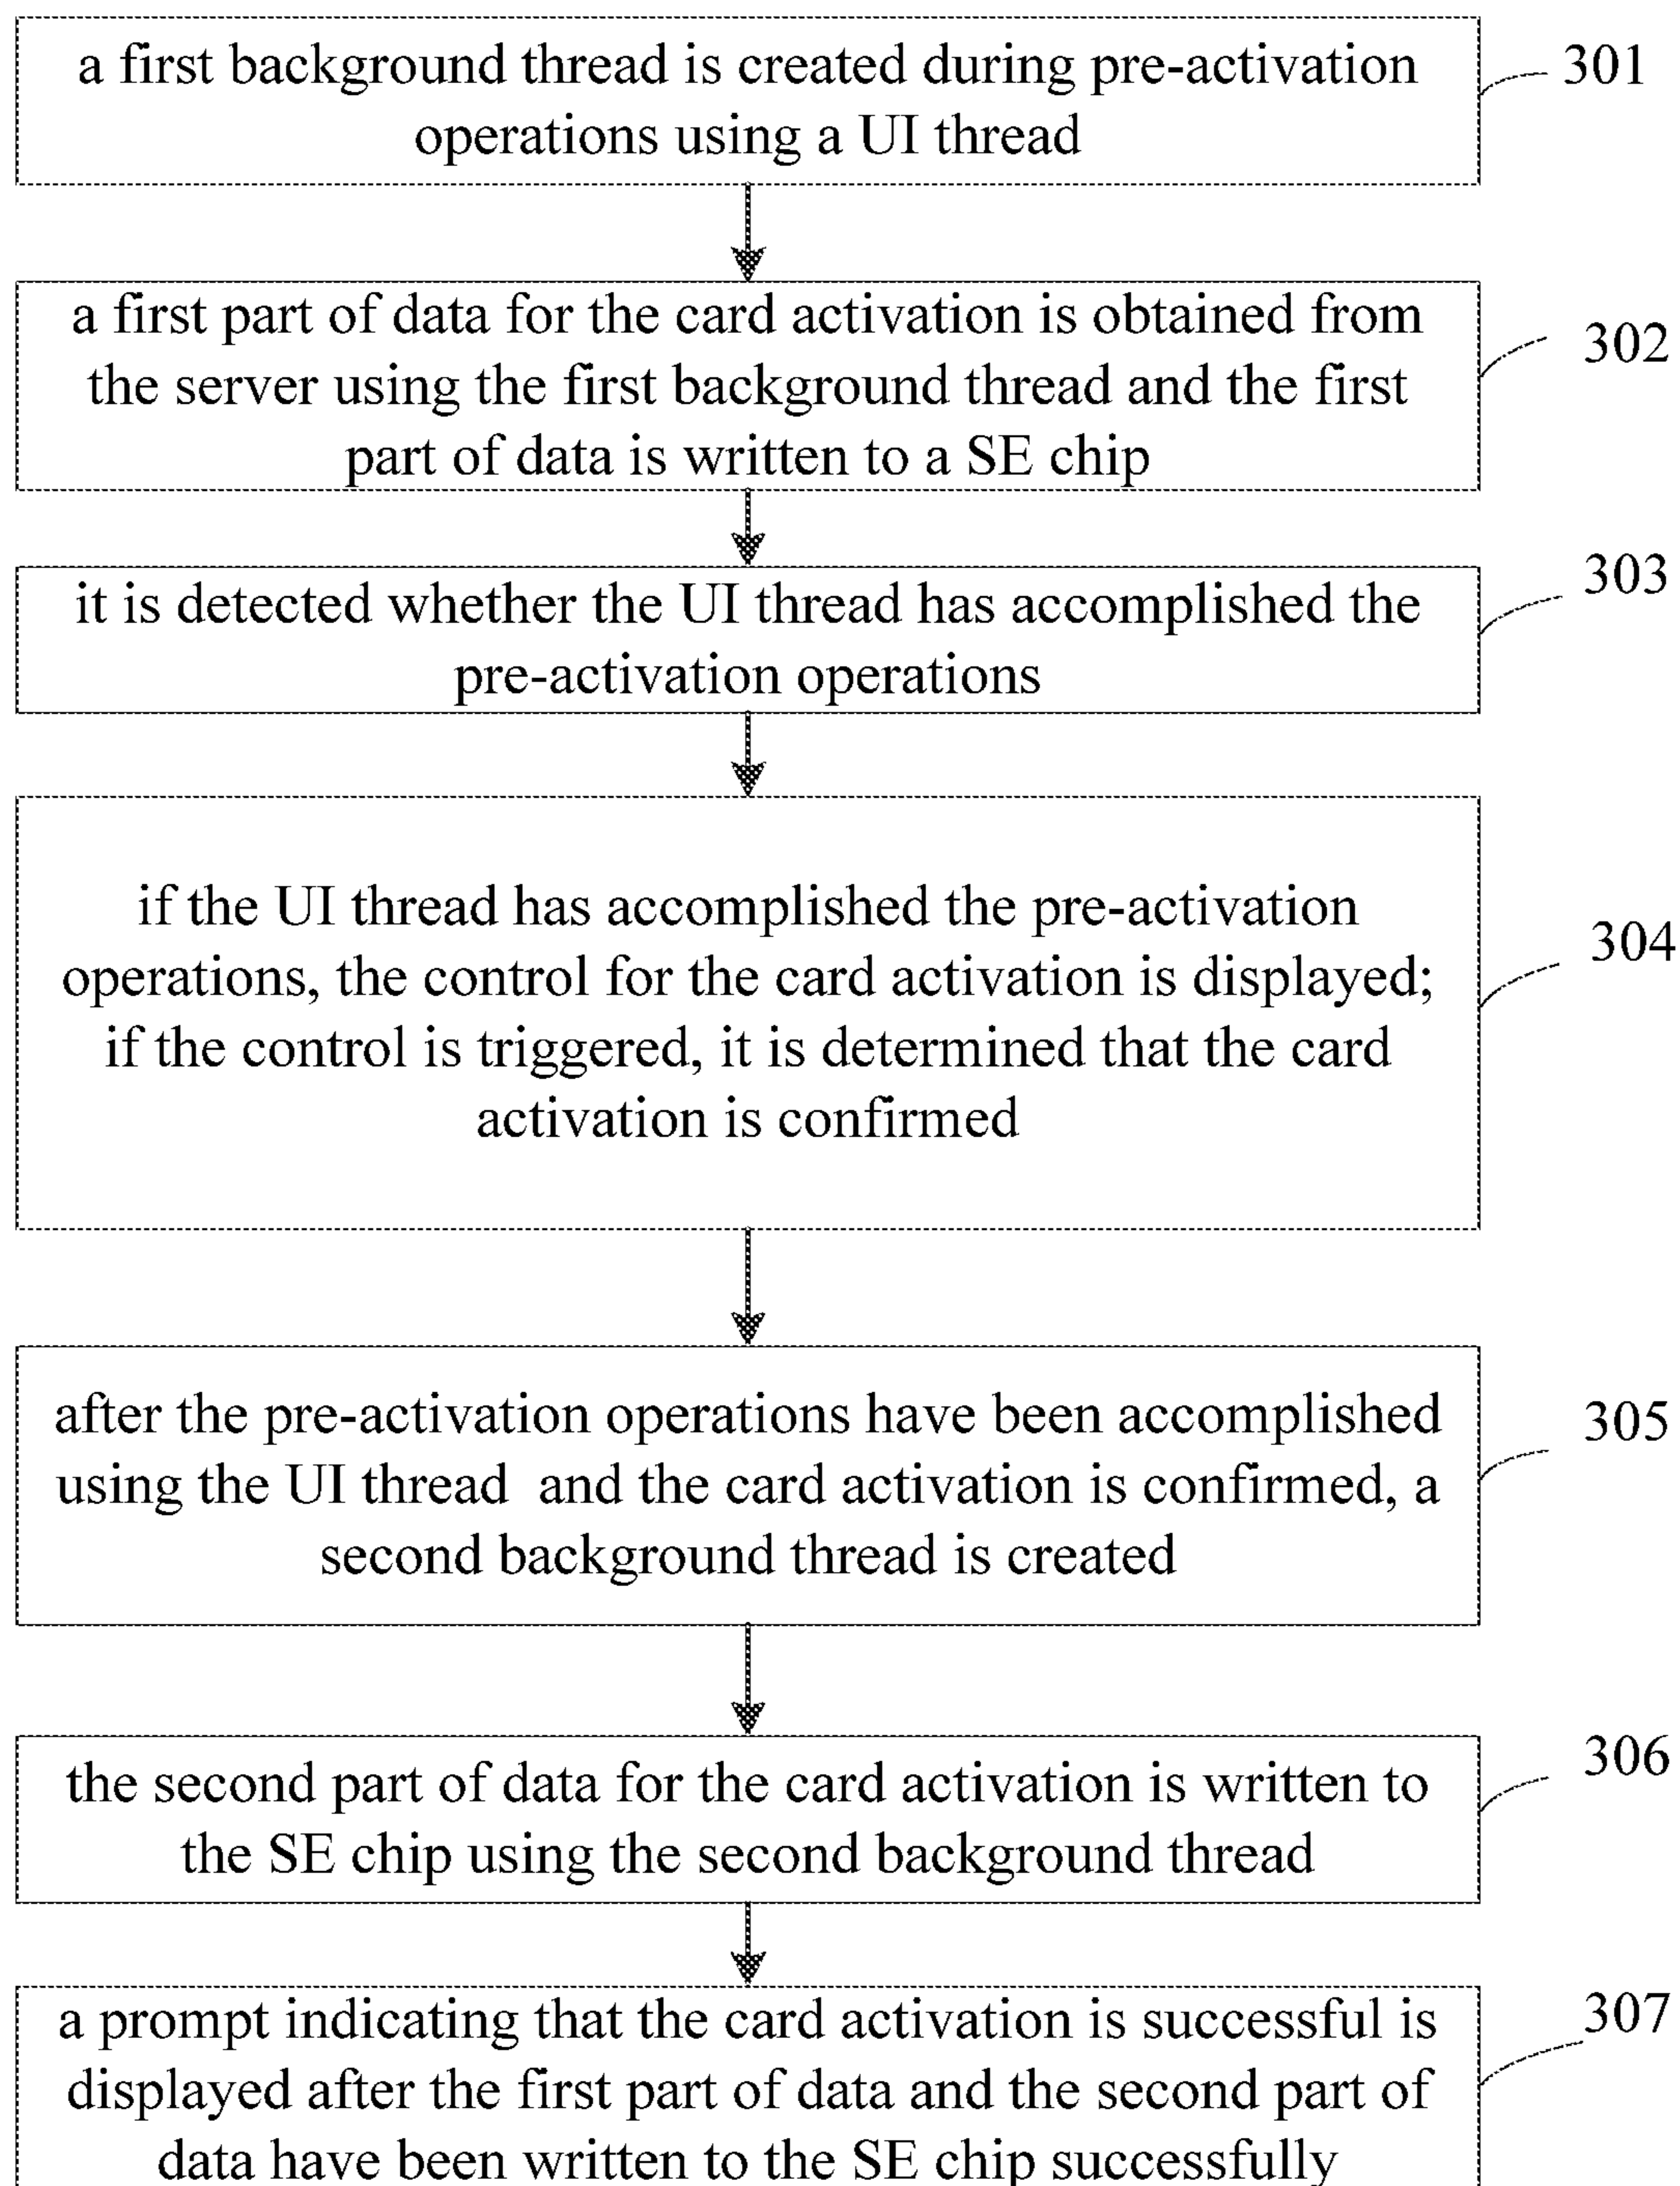 a first background thread is created during pre-activation
operations using a UI thread
301
a first part of data for the card activation is obtained from
the server using the first background thread and the first
part of data is written to a SE chip
302
it is detected whether the UI thread has accomplished the
pre-activation operations
303
if the UI thread has accomplished the pre-activation
operations, the control for the card activation is displayed;
if the control is triggered, it is determined that the card
activation is confirmed
304
after the pre-activation operations have been accomplished
using the UI thread and the card activation is confirmed, a
second background thread is created
305
the second part of data for the card activation is written to
the SE chip using the second background thread
306
a prompt indicating that the card activation is successful is
displayed after the first part of data and the second part of
data have been written to the SE chip successfully
307